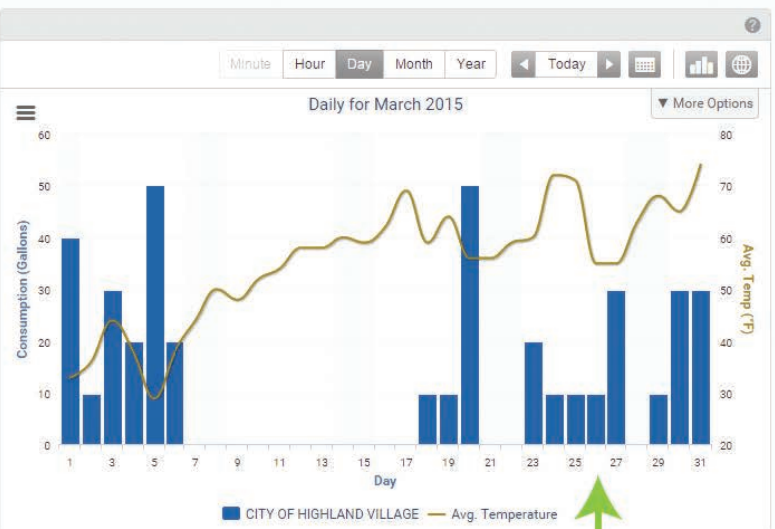 Minute Hour Day Month Year Today
Daily for March 2015
▼ More Options
60 80
50 70
40 60
30 50
20 40
10 30
0 20
Consumption (Gallons)
Avg. Temp (°F)
1 3 5 7 9 11 13 15 17 19 21 23 25 27 29 31
Day
CITY OF HIGHLAND VILLAGE Avg. Temperature